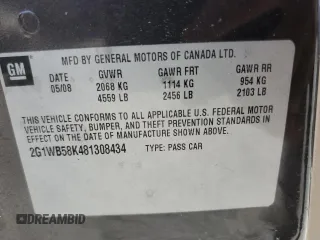 MFD BY GENERAL MOTORS OF CANADA LTD.
GM
05/08
GVWR
2068 KG
4559 LB
GAWR FRT
1114 KG
2456 LB
GAWR RR
954 KG
2103 LB
THIS VEHICLE CONFORMS TO ALL APPLICABLE U.S. FEDERAL MOTOR
VEHICLE SAFETY, BUMPER, AND THEFT PREVENTION STANDARDS IN
EFFECT ON THE DATE OF MANUFACTURE SHOWN ABOVE.
2G1WB58K481308434 TYPE: PASS CAR
DREAMBID